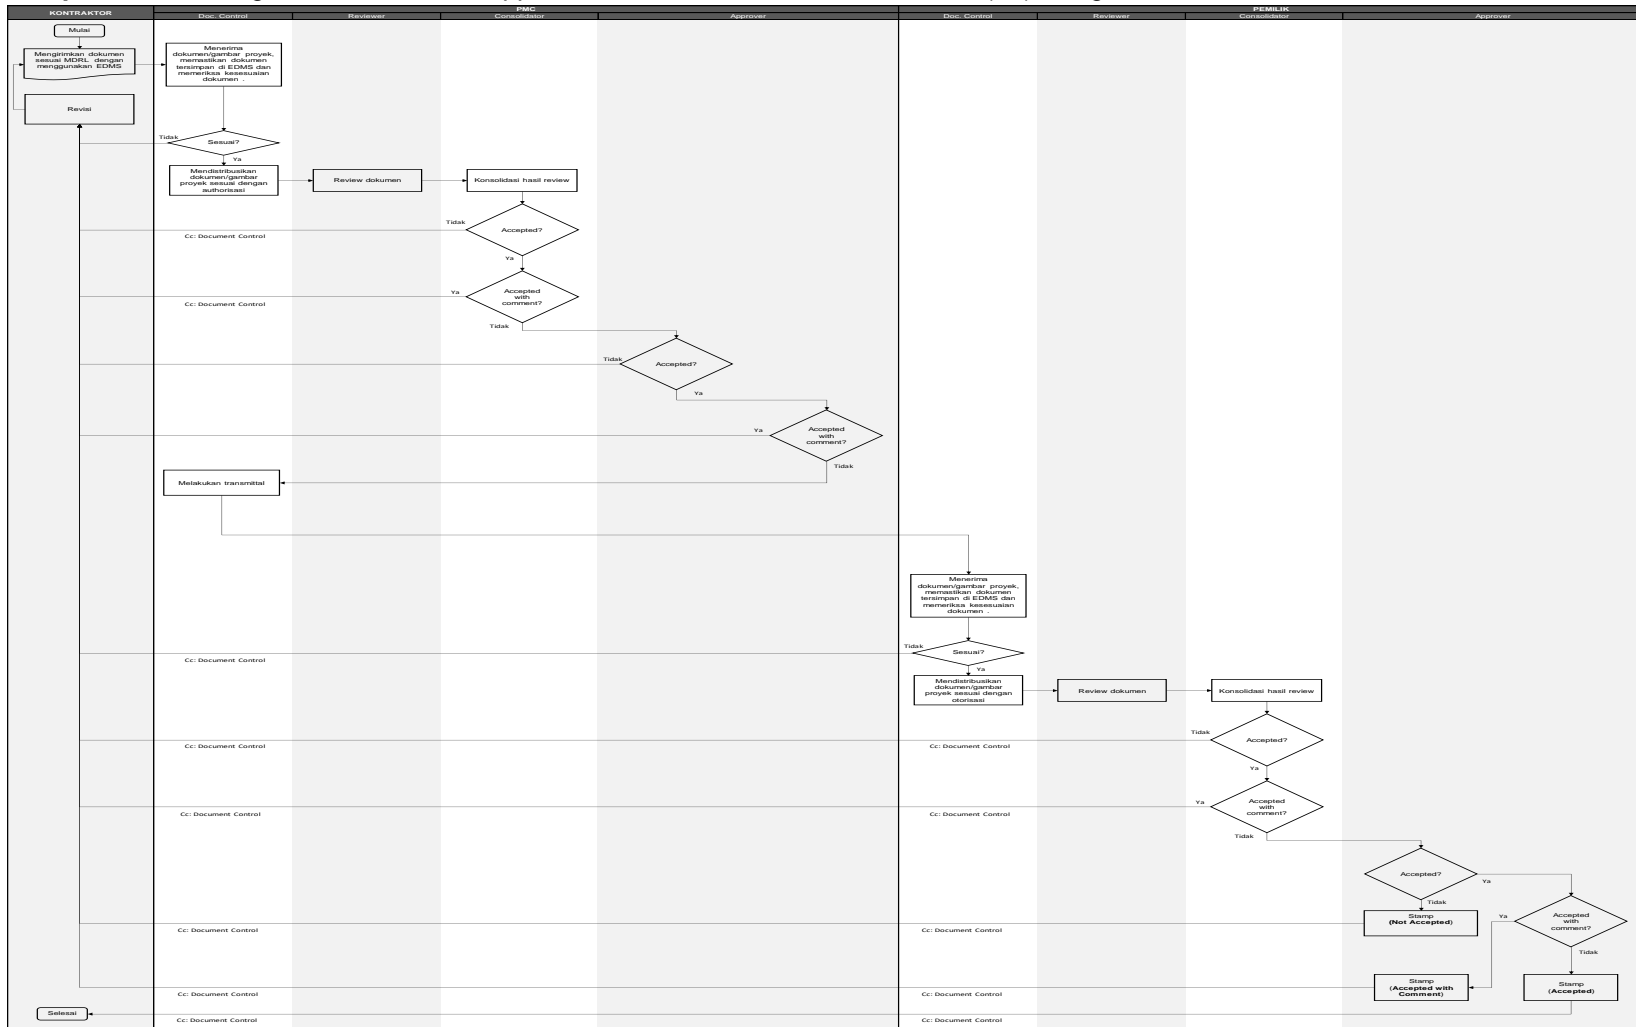 KONTRAKTOR
PMC
PEMILIK
Doc. Control
Reviewer
Consolidator
Approver
Doc. Control
Reviewer
Consolidator
Approver
Mulai
Mengirimkan dokumen
sesuai MDRL dengan
menggunakan EDMS
Menerima
dokumen/gambar proyek,
memastikan dokumen
tersimpan di EDMS dan
memeriksa kesesuaian
dokumen .
Revisi
Tidak
Sesuai?
Ya
Mendistribusikan
dokumen/gambar
proyek sesuai dengan
authorisasi
Review dokumen
Konsolidasi hasil review
Tidak
Accepted?
Cc: Document Control
Ya
Ya
Accepted
with
comment?
Cc: Document Control
Tidak
Tidak
Accepted?
Ya
Ya
Accepted
with
comment?
Tidak
Melakukan transmittal
Menerima
dokumen/gambar proyek,
memastikan dokumen
tersimpan di EDMS dan
memeriksa kesesuaian
dokumen .
Tidak
Sesuai?
Cc: Document Control
Ya
Mendistribusikan
dokumen/gambar
proyek sesuai dengan
otorisasi
Review dokumen
Konsolidasi hasil review
Tidak
Accepted?
Cc: Document Control
Cc: Document Control
Ya
Ya
Accepted
with
comment?
Cc: Document Control
Cc: Document Control
Tidak
Accepted?
Ya
Tidak
Stamp
(Not Accepted)
Ya
Accepted
with
comment?
Cc: Document Control
Cc: Document Control
Tidak
Stamp
(Accepted with
Comment)
Stamp
(Accepted)
Cc: Document Control
Cc: Document Control
Selesai
Cc: Document Control
Cc: Document Control